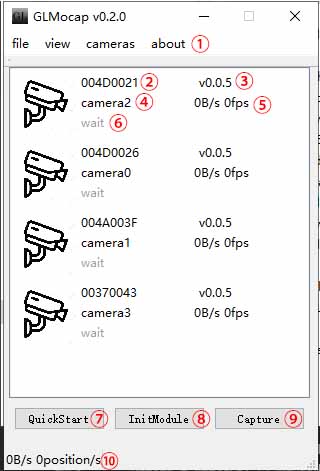 GL GLMocap v0.2.0
file view cameras about ①
004D0021 ② v0.0.5 ③
camera2 ④ 0B/s 0fps ⑤
wait ⑥
004D0026 v0.0.5
camera0 0B/s 0fps
wait
004A003F v0.0.5
camera1 0B/s 0fps
wait
00370043 v0.0.5
camera3 0B/s 0fps
wait
QuickStart ⑦ InitModule ⑧ Capture ⑨
0B/s 0position/s ⑩